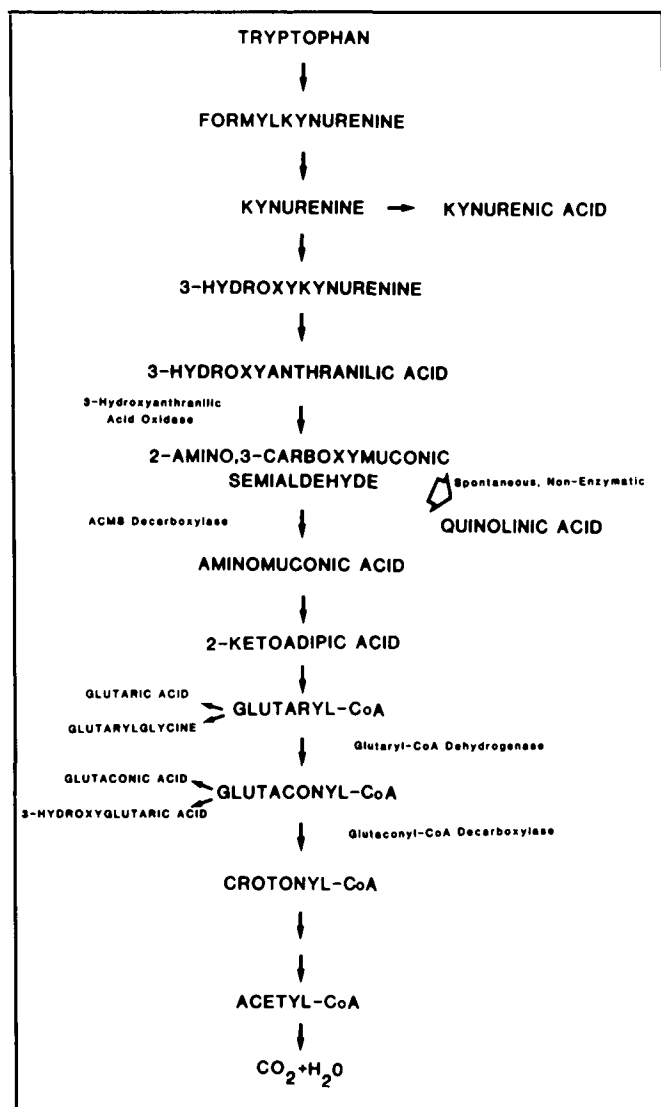 TRYPTOPHAN
FORMYLKYNURENINE
KYNURENINE → KYNURENIC ACID
3-HYDROXYKYNURENINE
3-HYDROXYANTHRANILIC ACID
3-Hydroxyanthranilic
Acid Oxidase
2-AMINO,3-CARBOXYMUCONIC
SEMIALDEHYDE
Spontaneous, Non-Enzymatic
ACMS Decarboxylase
QUINOLINIC ACID
AMINOMUCONIC ACID
2-KETOADIPIC ACID
GLUTARIC ACID
GLUTARYL-CoA
GLUTARYLGLYCINE
Glutaryl-CoA Dehydrogenase
GLUTACONIC ACID
GLUTACONYL-CoA
3-HYDROXYGLUTARIC ACID
Glutaconyl-CoA Decarboxylase
CROTONYL-CoA
ACETYL-CoA
CO2+H2O